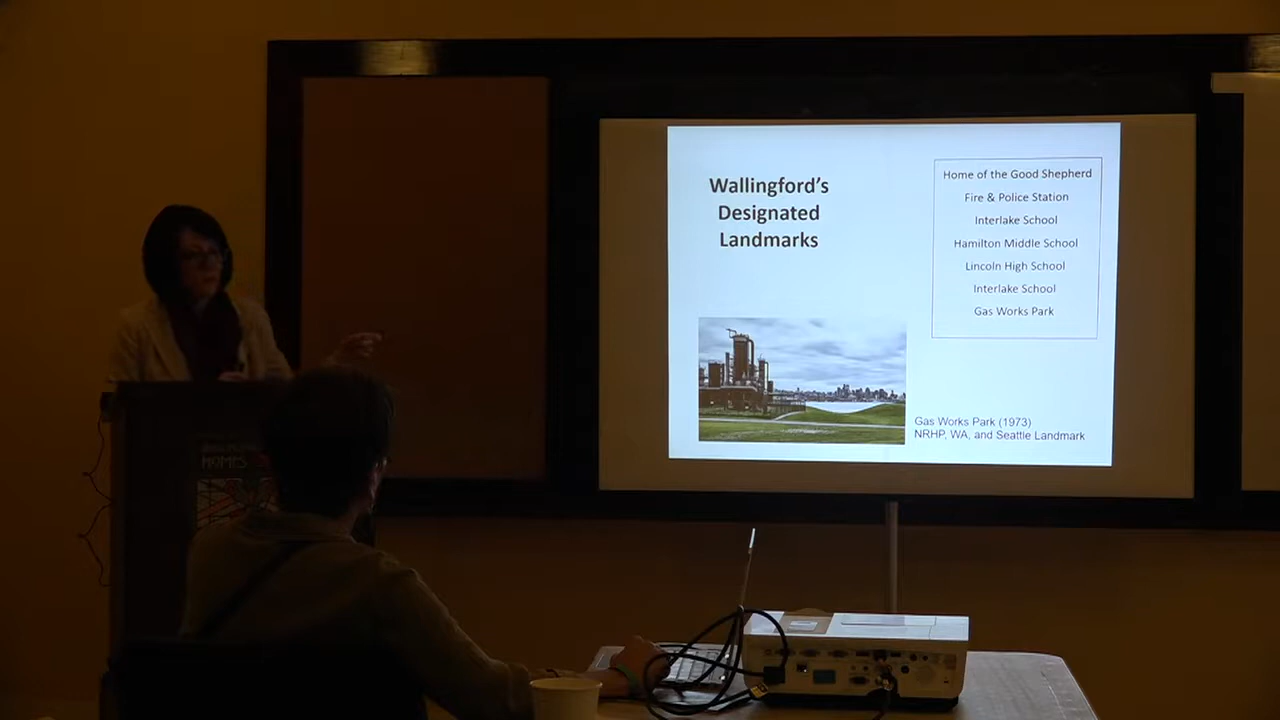 Wallingford's
Designated
Landmarks
Home of the Good Shepherd
Fire & Police Station
Interlake School
Hamilton Middle School
Lincoln High School
Interlake School
Gas Works Park
Gas Works Park (1973)
NRHP, WA, and Seattle Landmark
HOMES